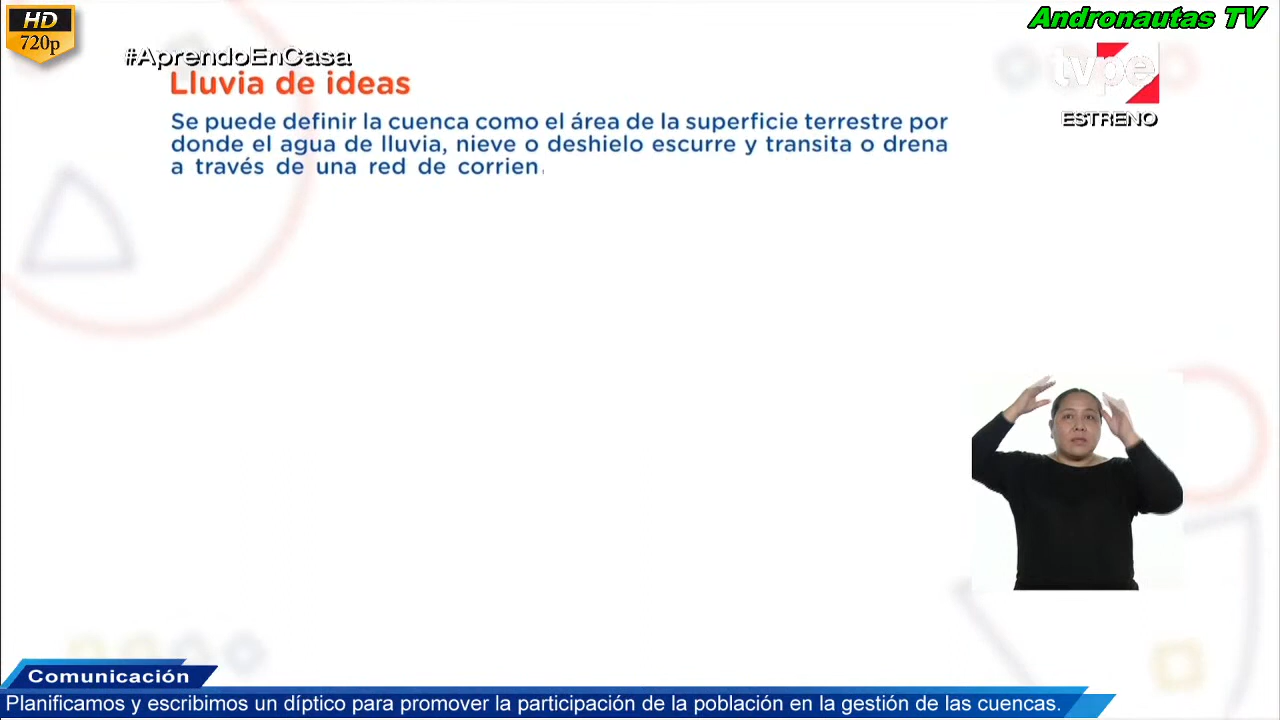 HD
720p
Andronautas TV
#AprendoEnCasa
tvpe
ESTRENO
Lluvia de ideas
Se puede definir la cuenca como el área de la superficie terrestre por
donde el agua de lluvia, nieve o deshielo escurre y transita o drena
a través de una red de corrien
Comunicación
Planificamos y escribimos un díptico para promover la participación de la población en la gestión de las cuencas.